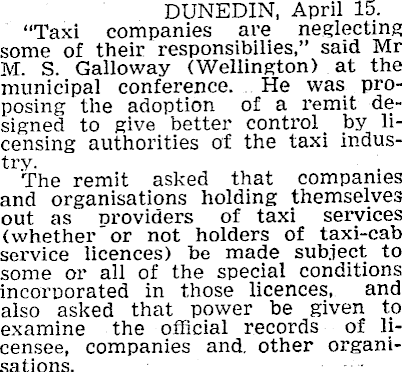 DUNEDIN, April 15.
"Taxi companies are neglecting
some of their responsibilies," said Mr
M. S. Galloway (Wellington) at the
municipal conference. He was pro-
posing the adoption of a remit de-
signed to give better control by li-
censing authorities of the taxi indus-
try.
The remit asked that companies
and organisations holding themselves
out as providers of taxi services
(whether or not holders of taxi-cab
service licences) be made subject to
some or all of the special conditions
incorporated in those licences, and
also asked that power be given to
examine the official records of li-
censee, companies and. other organi-
sations.